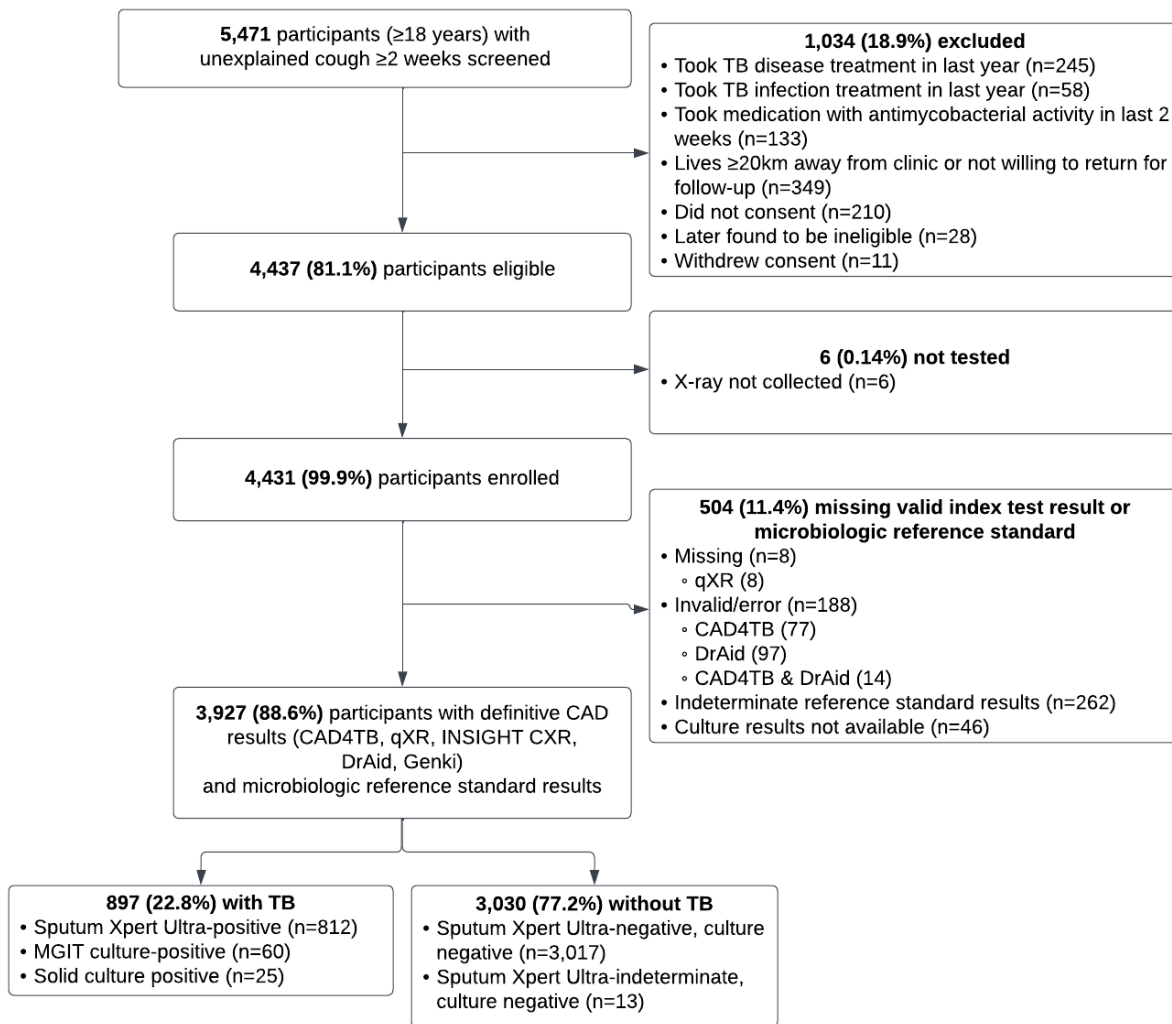 5,471 participants (≥18 years) with
unexplained cough ≥2 weeks screened
1,034 (18.9%) excluded
• Took TB disease treatment in last year (n=245)
• Took TB infection treatment in last year (n=58)
• Took medication with antimycobacterial activity in last 2
weeks (n=133)
• Lives ≥20km away from clinic or not willing to return for
follow-up (n=349)
• Did not consent (n=210)
• Later found to be ineligible (n=28)
• Withdrew consent (n=11)
4,437 (81.1%) participants eligible
6 (0.14%) not tested
• X-ray not collected (n=6)
4,431 (99.9%) participants enrolled
504 (11.4%) missing valid index test result or
microbiologic reference standard
• Missing (n=8)
◦ qXR (8)
• Invalid/error (n=188)
◦ CAD4TB (77)
◦ DrAid (97)
◦ CAD4TB & DrAid (14)
• Indeterminate reference standard results (n=262)
• Culture results not available (n=46)
3,927 (88.6%) participants with definitive CAD
results (CAD4TB, qXR, INSIGHT CXR,
DrAid, Genki)
and microbiologic reference standard results
897 (22.8%) with TB
• Sputum Xpert Ultra-positive (n=812)
• MGIT culture-positive (n=60)
• Solid culture positive (n=25)
3,030 (77.2%) without TB
• Sputum Xpert Ultra-negative, culture
negative (n=3,017)
• Sputum Xpert Ultra-indeterminate,
culture negative (n=13)